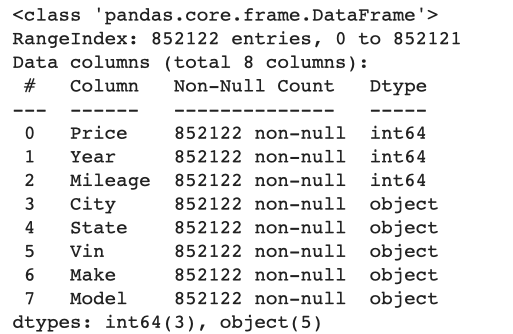 <class 'pandas.core.frame.DataFrame'>
RangeIndex: 852122 entries, 0 to 852121
Data columns (total 8 columns):
 #   Column   Non-Null Count   Dtype
---  ------   --------------   -----
 0   Price    852122 non-null  int64
 1   Year     852122 non-null  int64
 2   Mileage  852122 non-null  int64
 3   City     852122 non-null  object
 4   State    852122 non-null  object
 5   Vin      852122 non-null  object
 6   Make     852122 non-null  object
 7   Model    852122 non-null  object
dtypes: int64(3), object(5)